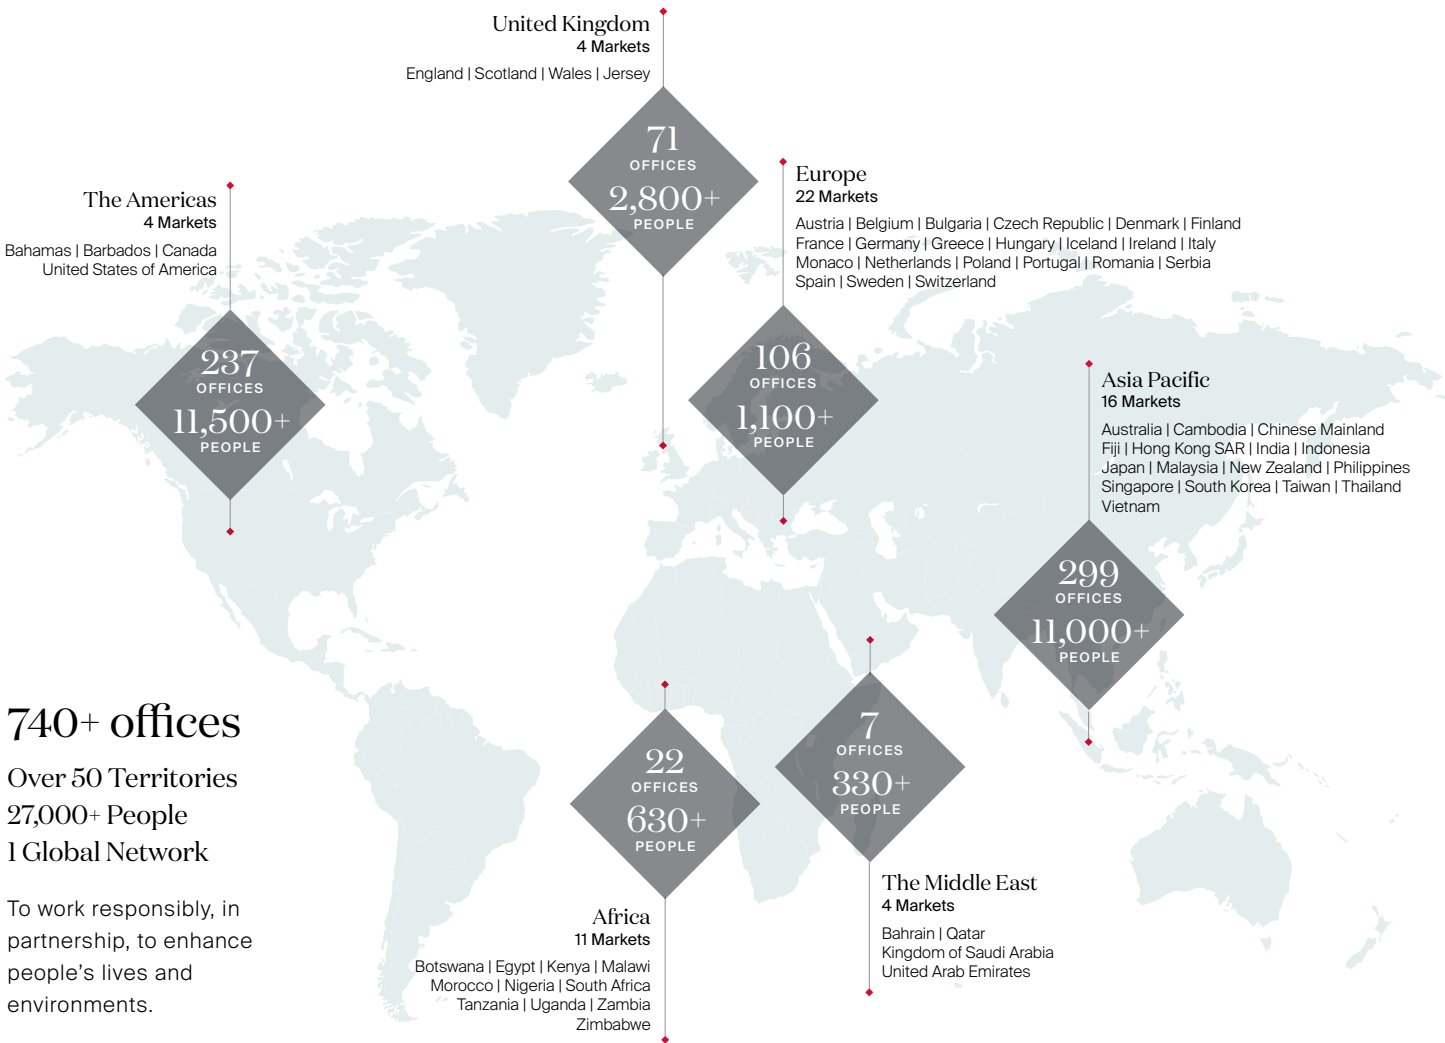 United Kingdom
4 Markets
England | Scotland | Wales | Jersey
71
OFFICES
2,800+
PEOPLE
Europe
22 Markets
Austria | Belgium | Bulgaria | Czech Republic | Denmark | Finland
France | Germany | Greece | Hungary | Iceland | Ireland | Italy
Monaco | Netherlands | Poland | Portugal | Romania | Serbia
Spain | Sweden | Switzerland
106
OFFICES
1,100+
PEOPLE
The Americas
4 Markets
Bahamas | Barbados | Canada
United States of America
237
OFFICES
11,500+
PEOPLE
Asia Pacific
16 Markets
Australia | Cambodia | Chinese Mainland
Fiji | Hong Kong SAR | India | Indonesia
Japan | Malaysia | New Zealand | Philippines
Singapore | South Korea | Taiwan | Thailand
Vietnam
299
OFFICES
11,000+
PEOPLE
740+ offices
Over 50 Territories
27,000+ People
1 Global Network
To work responsibly, in
partnership, to enhance
people's lives and
environments.
22
OFFICES
630+
PEOPLE
Africa
11 Markets
Botswana | Egypt | Kenya | Malawi
Morocco | Nigeria | South Africa
Tanzania | Uganda | Zambia
Zimbabwe
7
OFFICES
330+
PEOPLE
The Middle East
4 Markets
Bahrain | Qatar
Kingdom of Saudi Arabia
United Arab Emirates